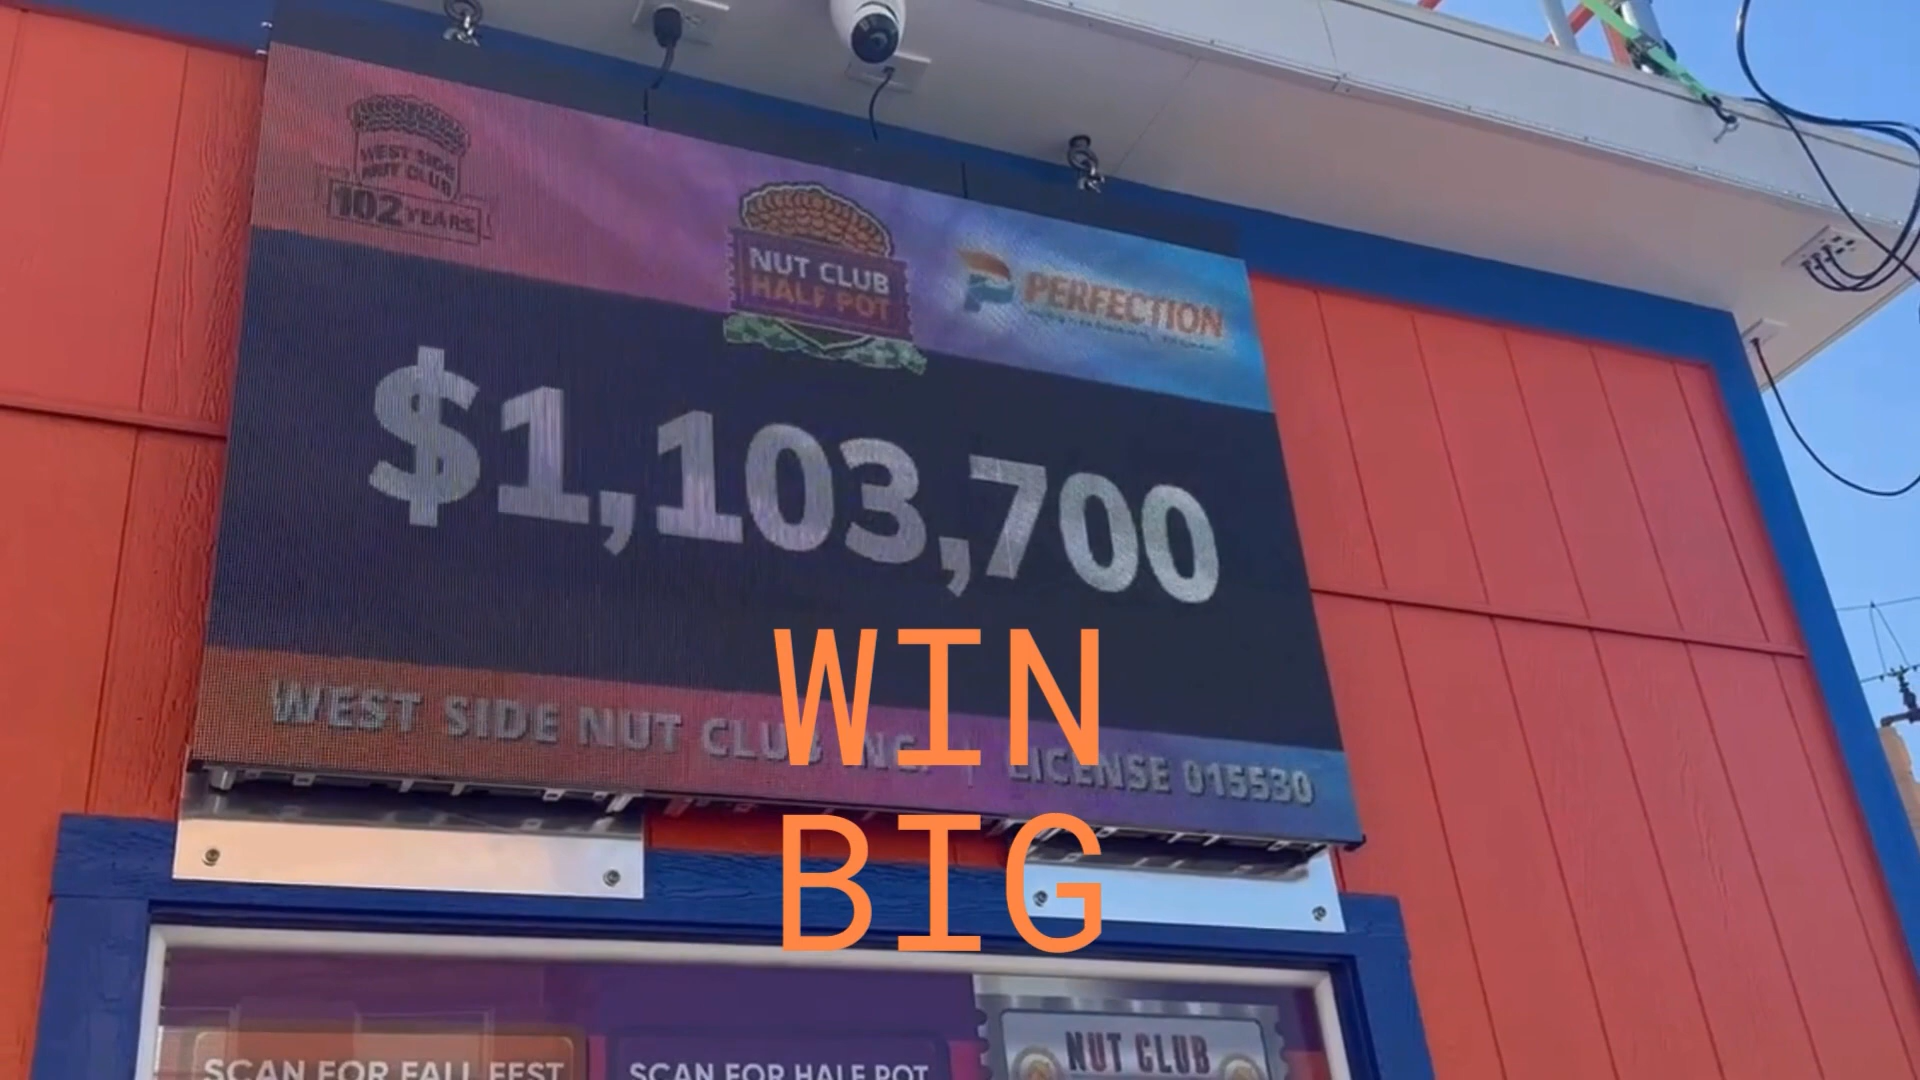 WEST SIDE
NUT CLUB
102 YEARS
NUT CLUB
HALF POT
PERFECTION
$1,103,700
WEST SIDE NUT CLUB INC. | LICENSE 015530
WIN
BIG
SCAN FOR FALL FEST
SCAN FOR HALF POT
NUT CLUB